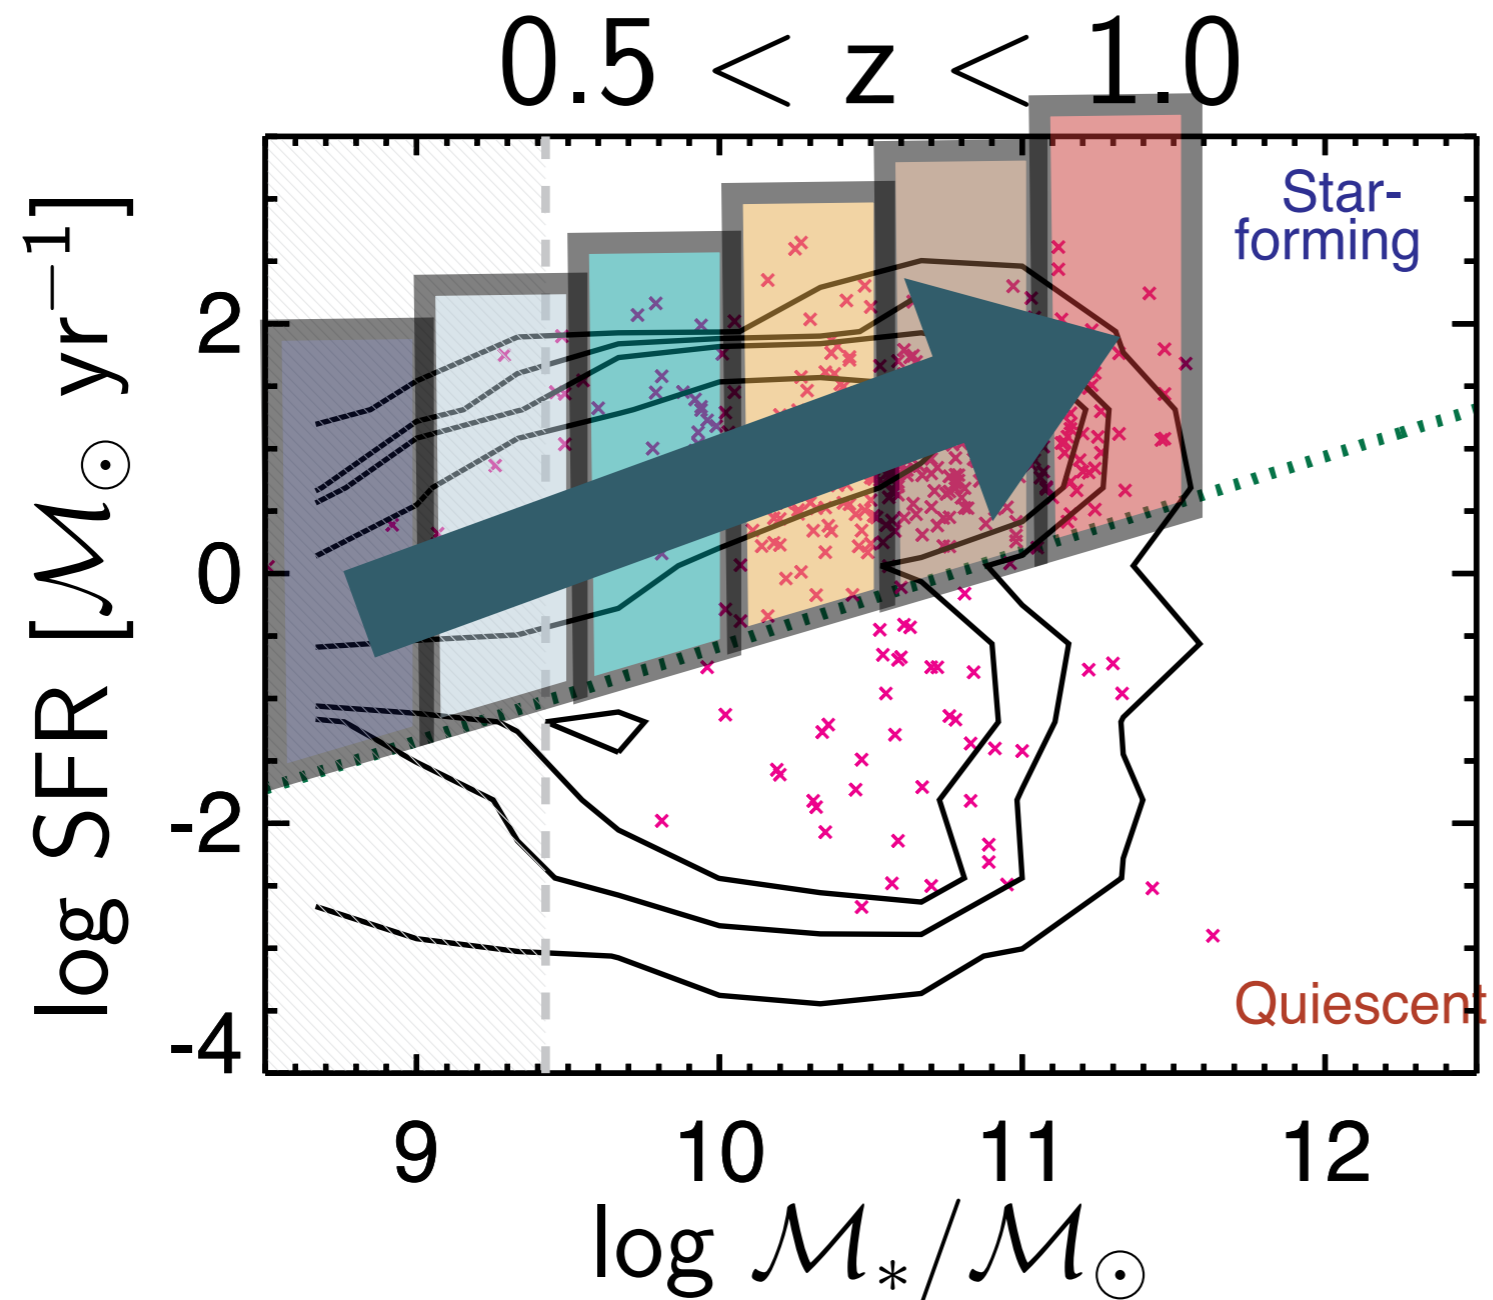 0.5 < z < 1.0
Star-
forming
log SFR [ℳ⊙ yr⁻¹]
2
0
-2
-4
Quiescent
9 10 11 12
log ℳ*/ℳ⊙